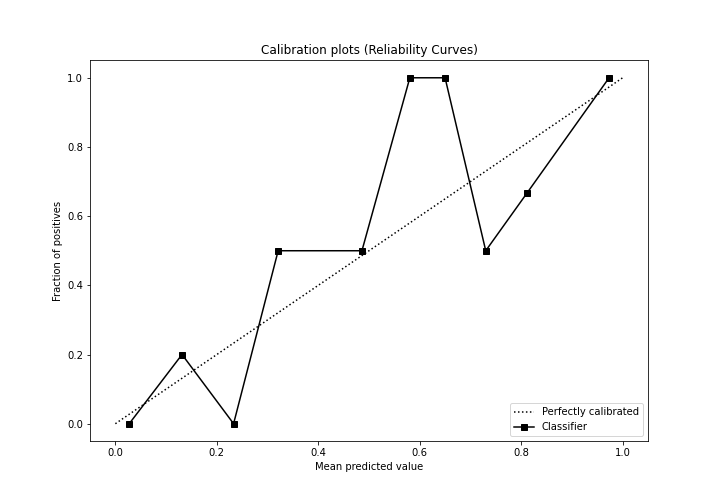 Calibration plots (Reliability Curves)
1.0
0.8
0.6
0.4
0.2
0.0
Fraction of positives
0.0 0.2 0.4 0.6 0.8 1.0
Mean predicted value
Perfectly calibrated
Classifier